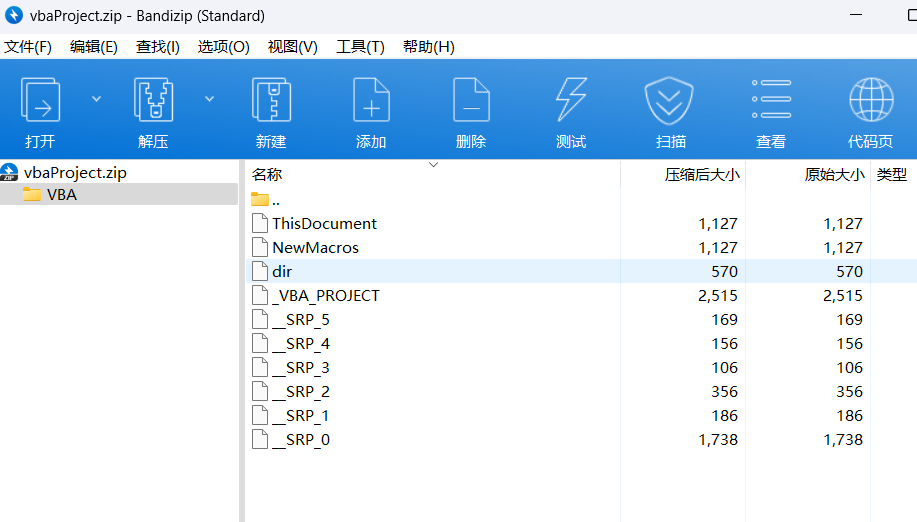 vbaProject.zip - Bandizip (Standard)
文件(F) 编辑(E) 查找(I) 选项(O) 视图(V) 工具(T) 帮助(H)
打开 解压 新建 添加 删除 测试 扫描 查看 代码页
vbaProject.zip
VBA
名称 压缩后大小 原始大小 类型
..
ThisDocument 1,127 1,127
NewMacros 1,127 1,127
dir 570 570
_VBA_PROJECT 2,515 2,515
__SRP_5 169 169
__SRP_4 156 156
__SRP_3 106 106
__SRP_2 356 356
__SRP_1 186 186
__SRP_0 1,738 1,738